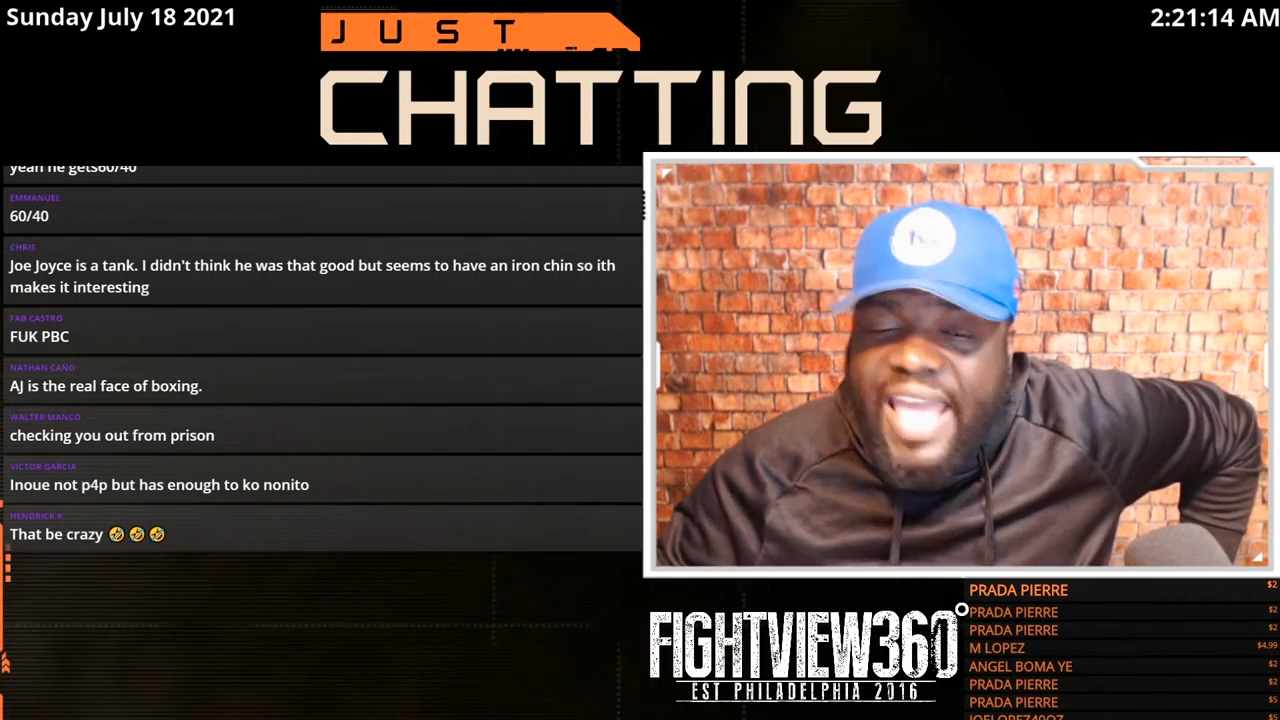 Sunday July 18 2021
2:21:14 AM
JUST
CHATTING
yeah he gets60/40
EMMANUEL
60/40
CHRIS
Joe Joyce is a tank. I didn't think he was that good but seems to have an iron chin so ith
makes it interesting
FAB CASTRO
FUK PBC
NATHAN CANO
AJ is the real face of boxing.
WALTER MANCO
checking you out from prison
VICTOR GARCIA
Inoue not p4p but has enough to ko nonito
HENDRICK K
That be crazy 🤣 🤣 🤣
FIGHTVIEW360°
EST PHILADELPHIA 2016
PRADA PIERRE $2
PRADA PIERRE $2
PRADA PIERRE $2
M LOPEZ $4.99
ANGEL BOMA YE $2
PRADA PIERRE $2
PRADA PIERRE $5
JOELOPEZ40OZ